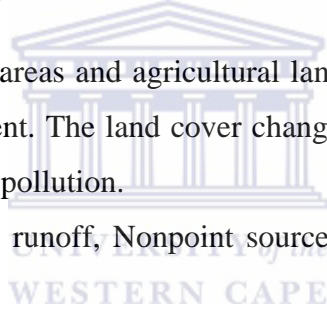 areas and agricultural lan
ent. The land cover chang
pollution.
runoff, Nonpoint source
UNIVERSITY of the
WESTERN CAPE